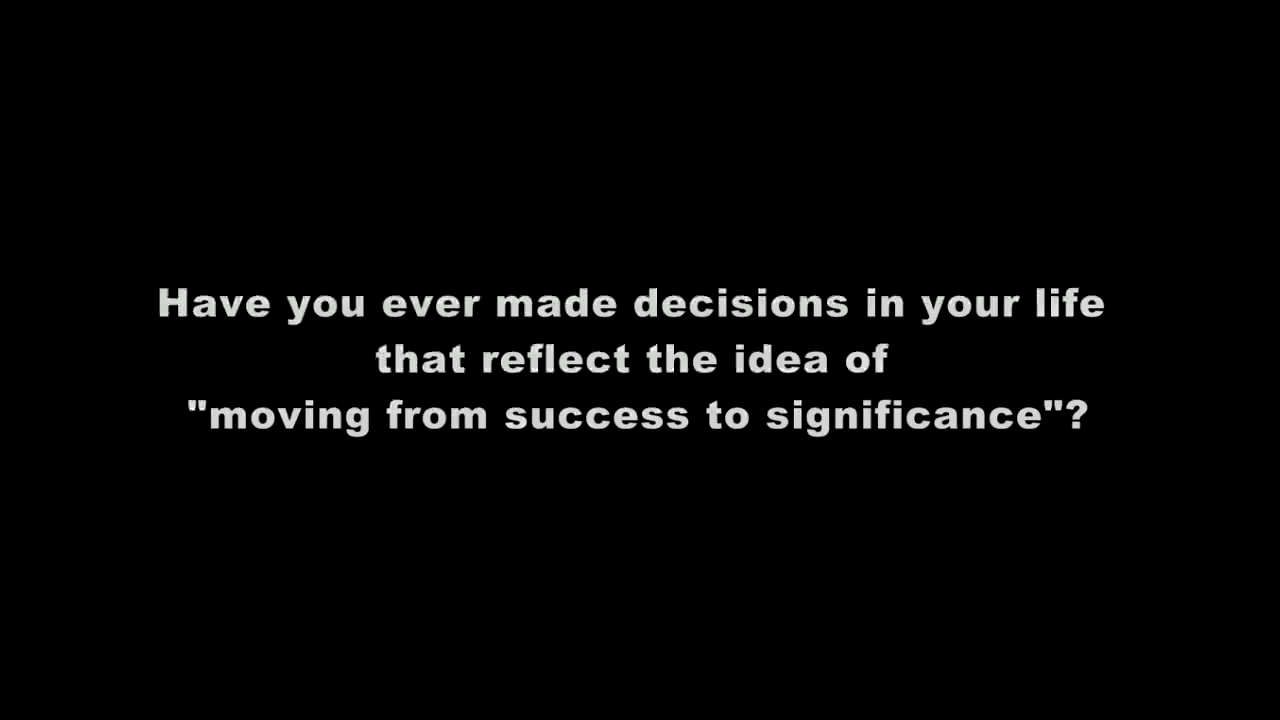 Have you ever made decisions in your life
that reflect the idea of
"moving from success to significance"?